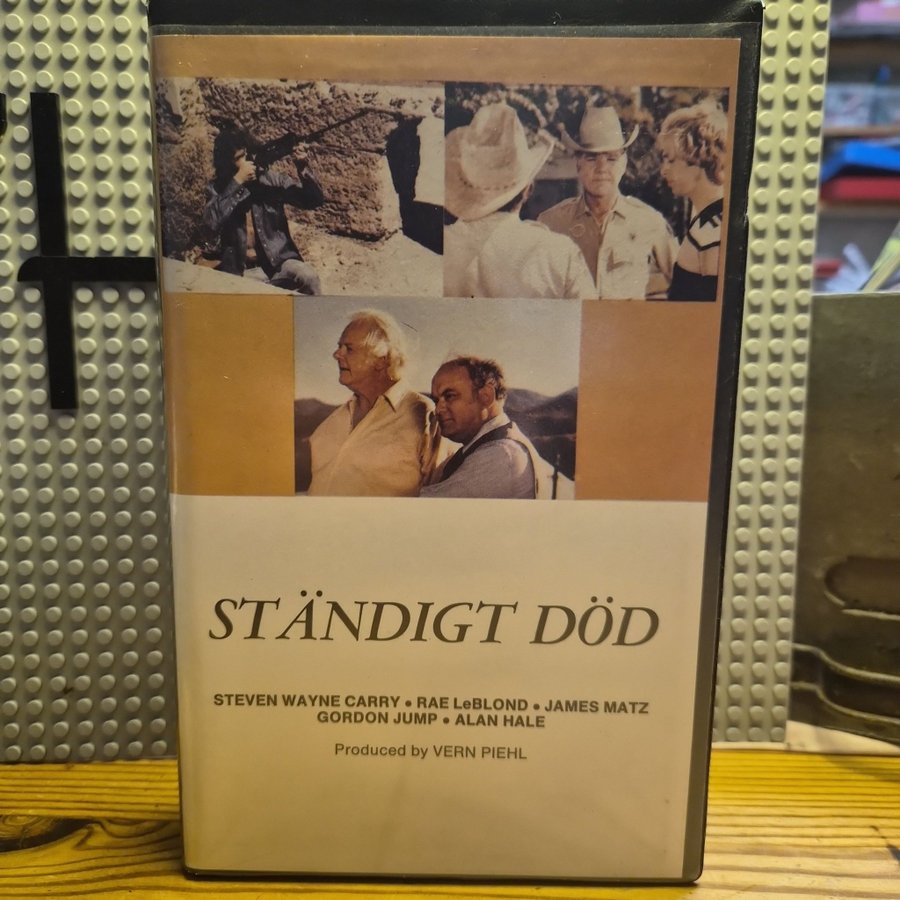 STÄNDIGT DÖD
STEVEN WAYNE CARRY • RAE LeBLOND • JAMES MATZ
GORDON JUMP • ALAN HALE
Produced by VERN PIEHL